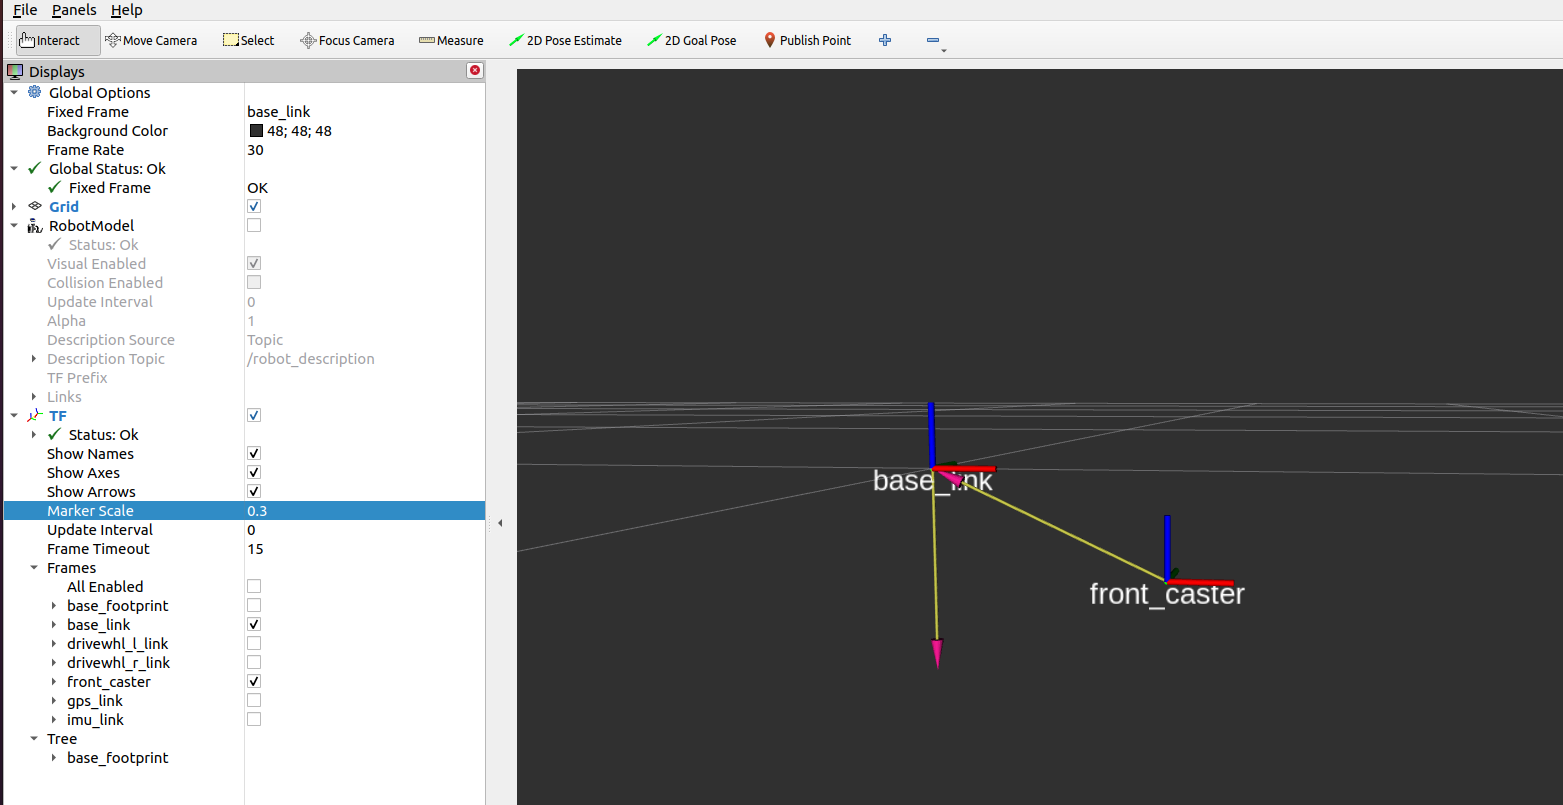 File Panels Help
Interact Move Camera Select Focus Camera Measure 2D Pose Estimate 2D Goal Pose Publish Point
Displays
Global Options
Fixed Frame base_link
Background Color 48; 48; 48
Frame Rate 30
Global Status: Ok
Fixed Frame OK
Grid
RobotModel
Status: Ok
Visual Enabled
Collision Enabled
Update Interval 0
Alpha 1
Description Source Topic
Description Topic /robot_description
TF Prefix
Links
TF
Status: Ok
Show Names
Show Axes
Show Arrows
Marker Scale 0.3
Update Interval 0
Frame Timeout 15
Frames
All Enabled
base_footprint
base_link
drivewhl_l_link
drivewhl_r_link
front_caster
gps_link
imu_link
Tree
base_footprint
base_link
front_caster